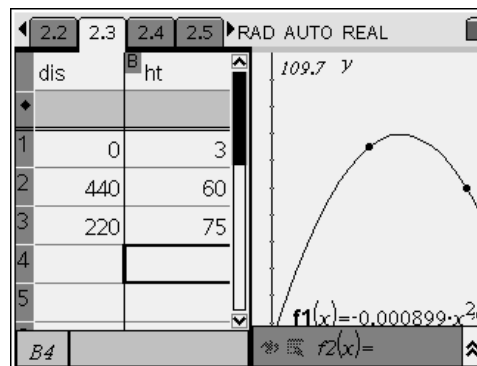 2.2 2.3 2.4 2.5 RAD AUTO REAL
dis B ht
109.7 y
1 0 3
2 440 60
3 220 75
4
5
f1(x)=-0.000899·x²
B4
f2(x)=